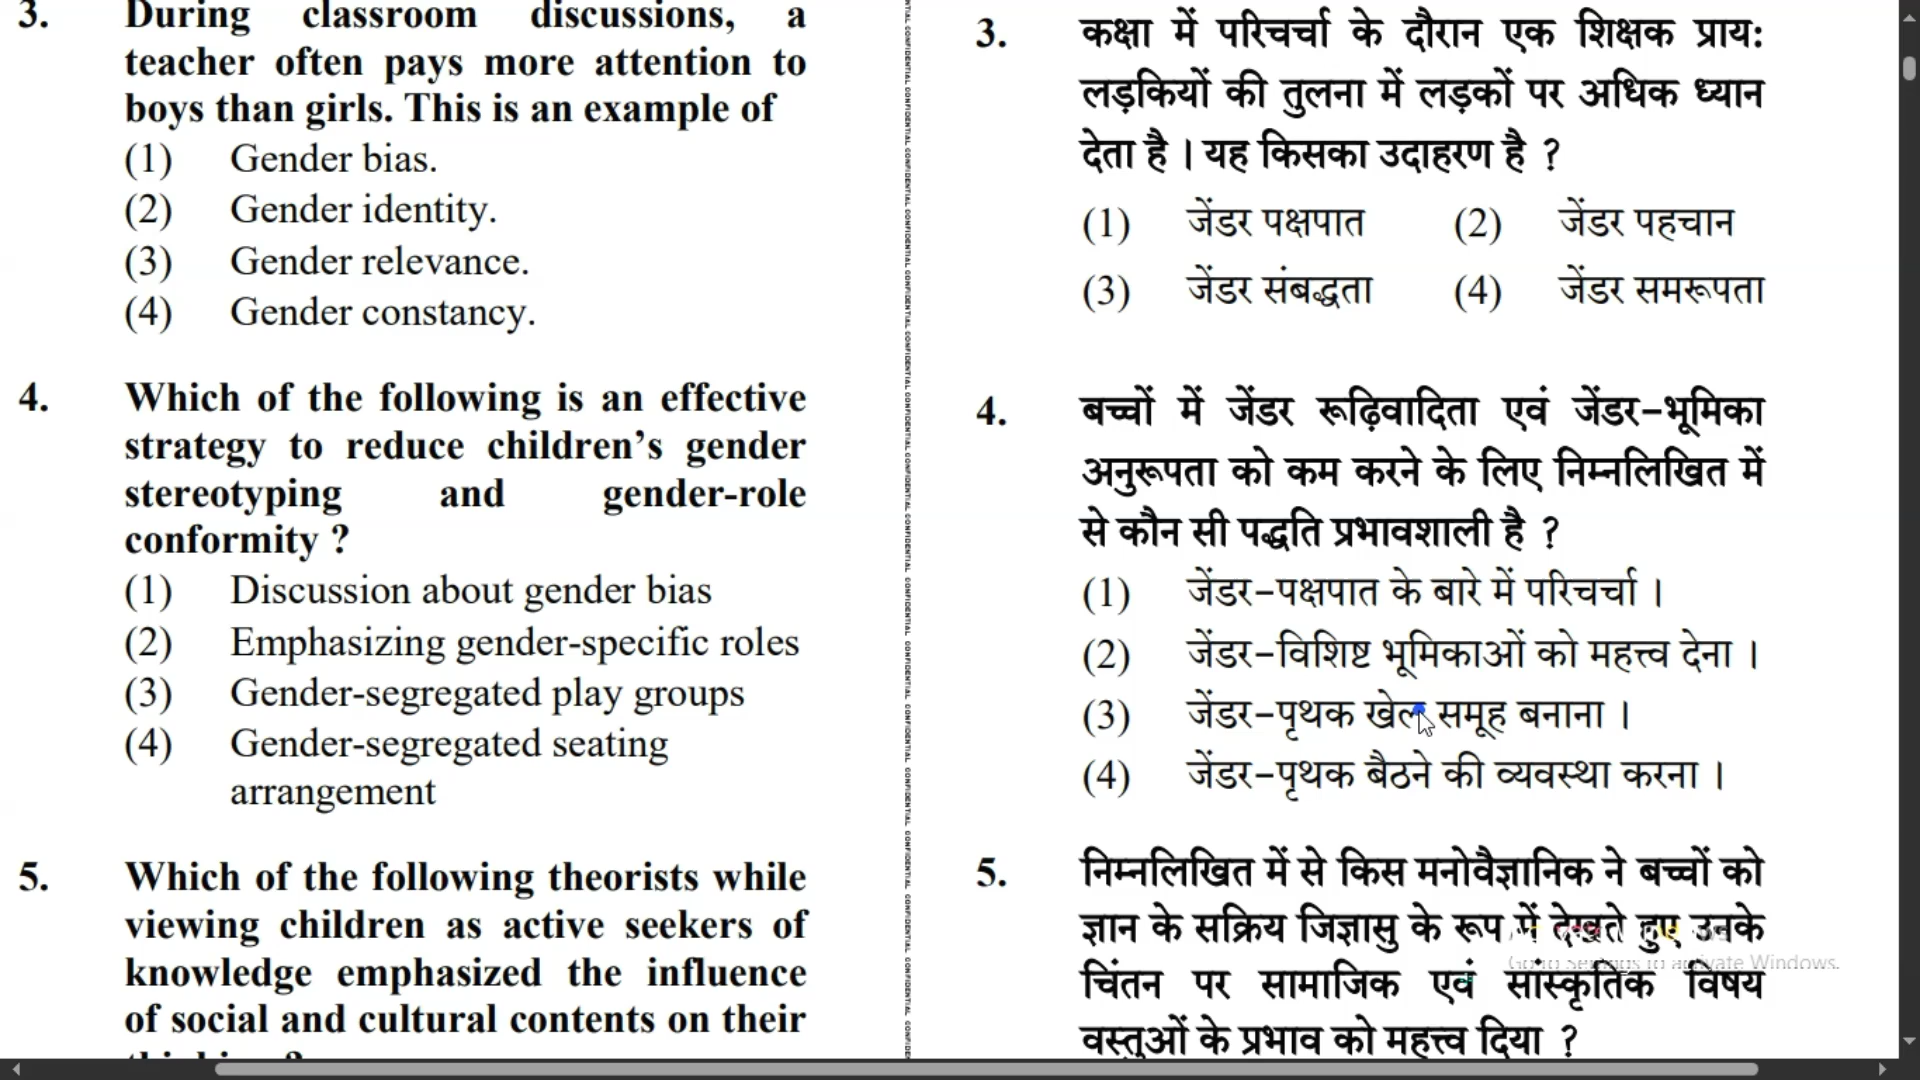 3. During classroom discussions, a
teacher often pays more attention to
boys than girls. This is an example of
(1) Gender bias.
(2) Gender identity.
(3) Gender relevance.
(4) Gender constancy.
4. Which of the following is an effective
strategy to reduce children’s gender
stereotyping and gender-role
conformity ?
(1) Discussion about gender bias
(2) Emphasizing gender-specific roles
(3) Gender-segregated play groups
(4) Gender-segregated seating
arrangement
5. Which of the following theorists while
viewing children as active seekers of
knowledge emphasized the influence
of social and cultural contents on their
3. कक्षा में परिचर्चा के दौरान एक शिक्षक प्राय:
लड़कियों की तुलना में लड़कों पर अधिक ध्यान
देता है । यह किसका उदाहरण है ?
(1) जेंडर पक्षपात (2) जेंडर पहचान
(3) जेंडर संबद्धता (4) जेंडर समरूपता
4. बच्चों में जेंडर रूढ़िवादिता एवं जेंडर-भूमिका
अनुरूपता को कम करने के लिए निम्नलिखित में
से कौन सी पद्धति प्रभावशाली है ?
(1) जेंडर-पक्षपात के बारे में परिचर्चा ।
(2) जेंडर-विशिष्ट भूमिकाओं को महत्त्व देना ।
(3) जेंडर-पृथक खेल समूह बनाना ।
(4) जेंडर-पृथक बैठने की व्यवस्था करना ।
5. निम्नलिखित में से किस मनोवैज्ञानिक ने बच्चों को
ज्ञान के सक्रिय जिज्ञासु के रूप में देखते हुए उनके
चिंतन पर सामाजिक एवं सांस्कृतिक विषय
वस्तुओं के प्रभाव को महत्त्व दिया ?
Go to Settings to activate Windows.